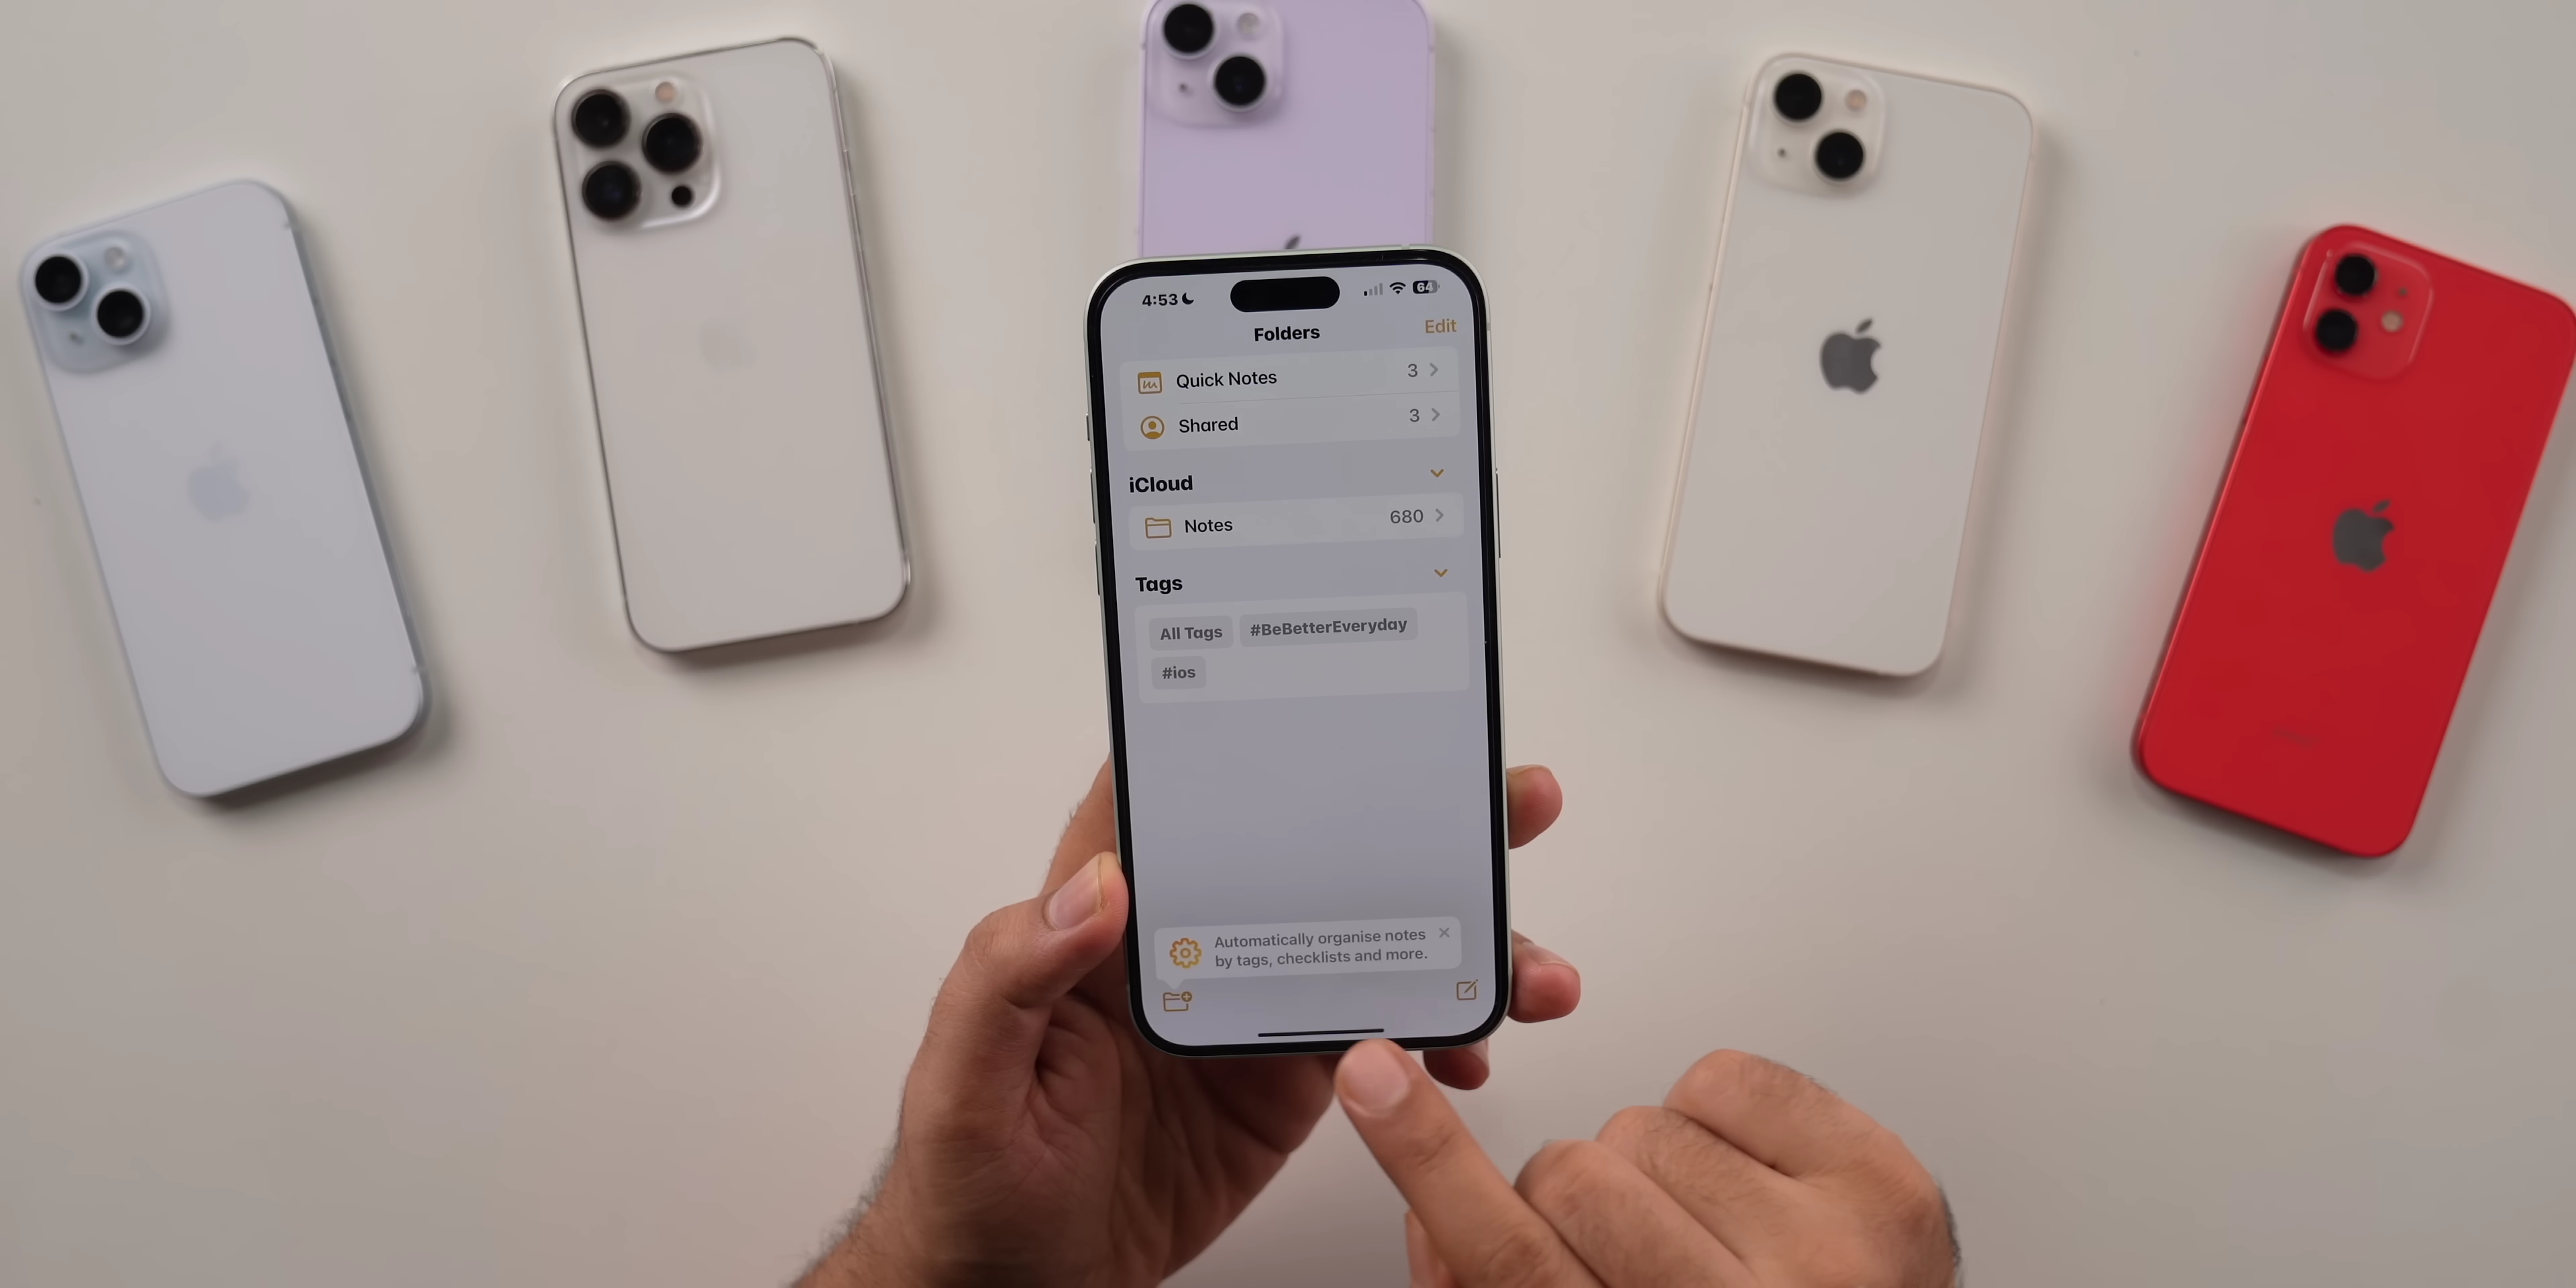 4:53
64
Folders
Edit
Quick Notes 3
Shared 3
iCloud
Notes 680
Tags
All Tags #BeBetterEveryday
#ios
Automatically organise notes
by tags, checklists and more.